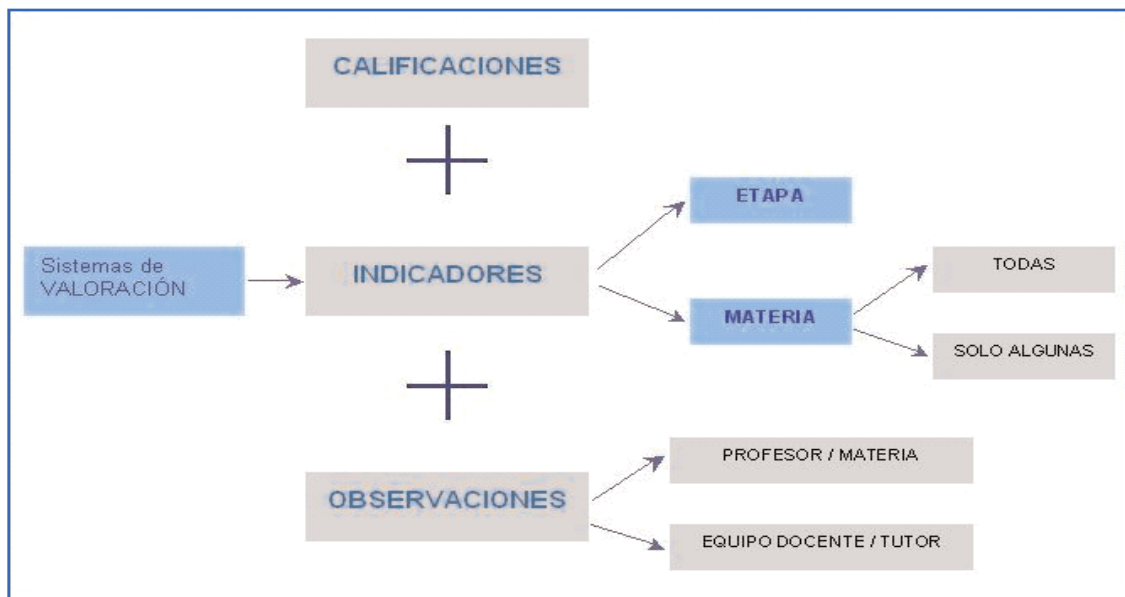 CALIFICACIONES
ETAPA
Sistemas de
VALORACIÓN
INDICADORES
TODAS
MATERIA
SOLO ALGUNAS
PROFESOR / MATERIA
OBSERVACIONES
EQUIPO DOCENTE / TUTOR